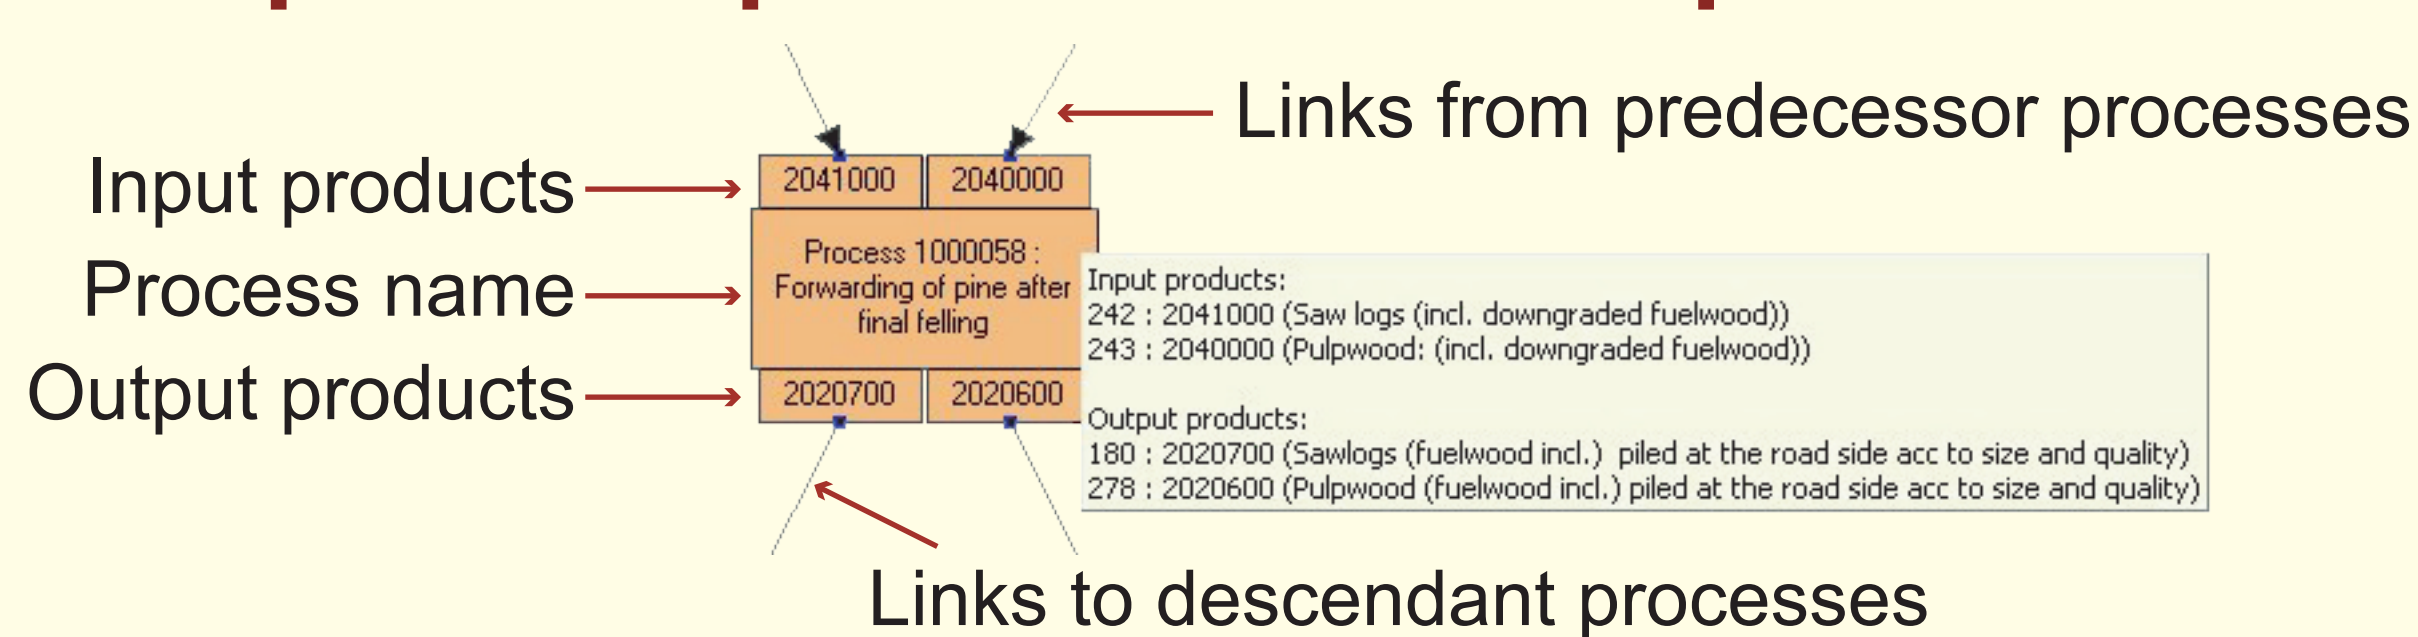 Links from predecessor processes
Input products
2041000 2040000
Process name
Process 1000058 :
Forwarding of pine after
final felling
Output products
2020700 2020600
Input products:
242 : 2041000 (Saw logs (incl. downgraded fuelwood))
243 : 2040000 (Pulpwood: (incl. downgraded fuelwood))
Output products:
180 : 2020700 (Sawlogs (fuelwood incl.)  piled at the road side acc to size and quality)
278 : 2020600 (Pulpwood (fuelwood incl.) piled at the road side acc to size and quality)
Links to descendant processes